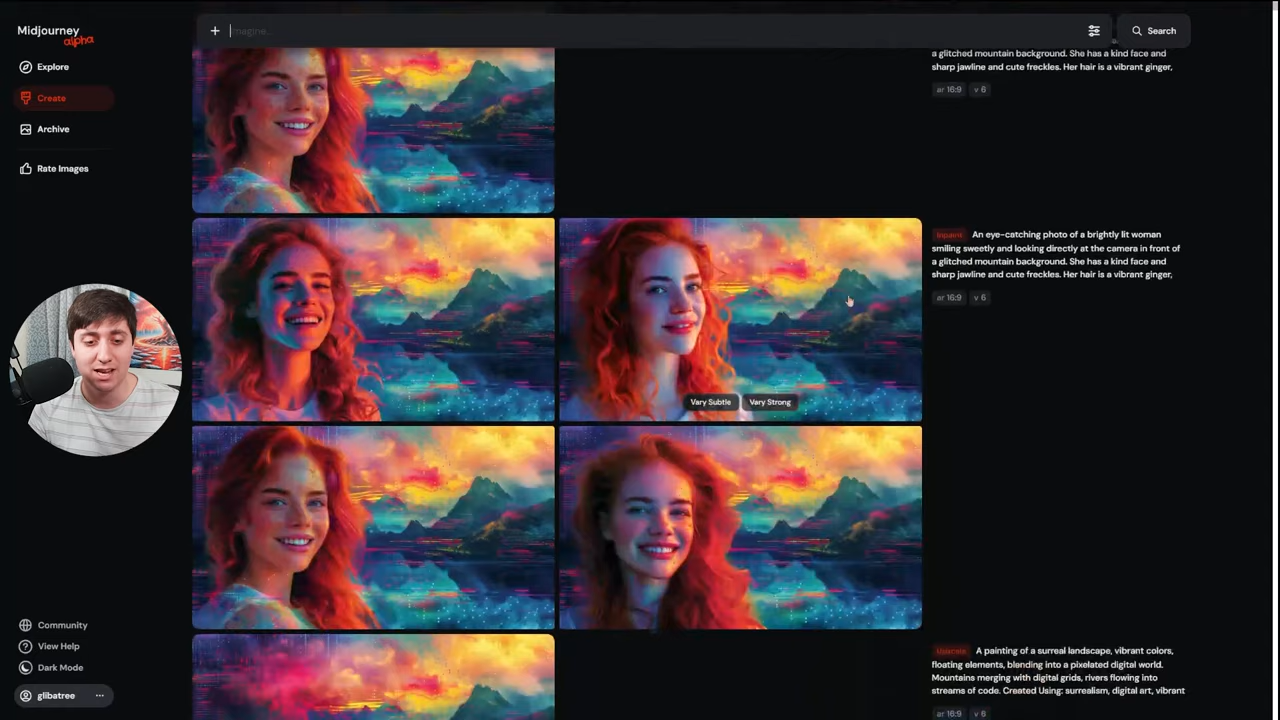 Midjourney
alpha
Imagine...
Search
Explore
Create
Archive
Rate Images
a glitched mountain background. She has a kind face and
sharp jawline and cute freckles. Her hair is a vibrant ginger,
ar 16:9 v 6
Inpaint An eye-catching photo of a brightly lit woman
smiling sweetly and looking directly at the camera in front of
a glitched mountain background. She has a kind face and
sharp jawline and cute freckles. Her hair is a vibrant ginger,
ar 16:9 v 6
Vary Subtle Vary Strong
A painting of a surreal landscape, vibrant colors,
floating elements, blending into a pixelated digital world.
Mountains merging with digital grids, rivers flowing into
streams of code. Created Using: surrealism, digital art, vibrant
ar 16:9 v 6
Community
View Help
Dark Mode
glibatree ...